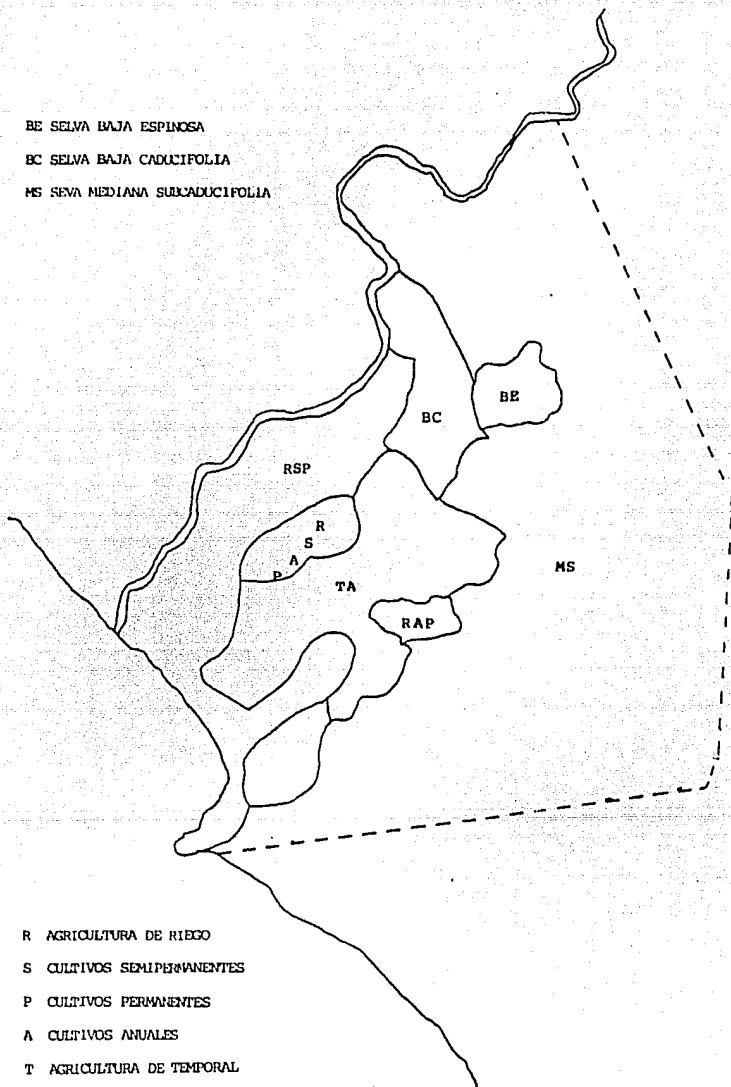 BE SELVA BAJA ESPINOSA
BC SELVA BAJA CADUCIFOLIA
MS SEVA MEDIANA SUBCADUCIFOLIA
BE
BC
RSP
R
S
A
P
MS
TA
RAP
R AGRICULTURA DE RIEGO
S CULTIVOS SEMIPERMANENTES
P CULTIVOS PERMANENTES
A CULTIVOS ANUALES
T AGRICULTURA DE TEMPORAL